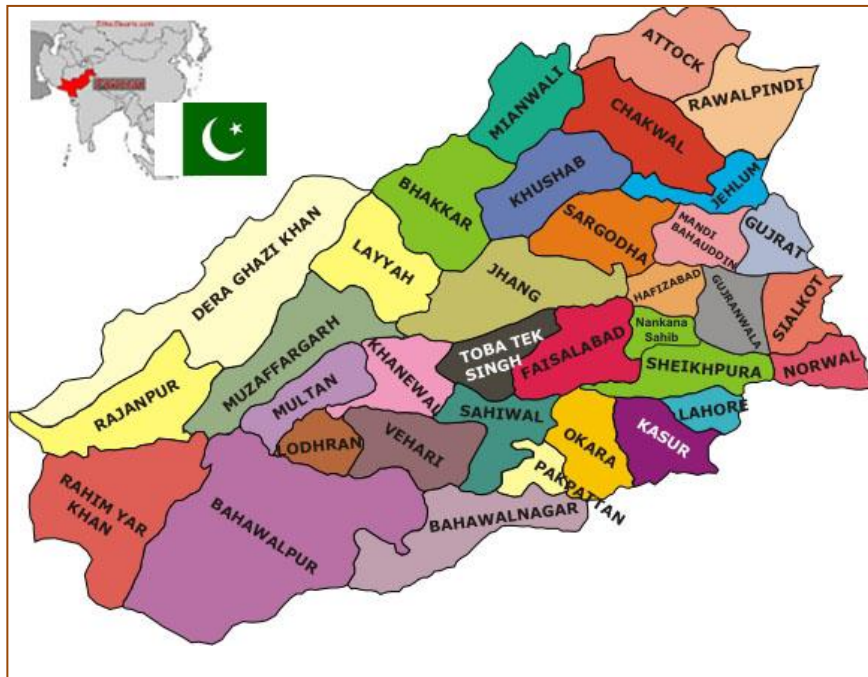 ATTOCK
RAWALPINDI
MIANWALI
CHAKWAL
JEHLUM
KHUSHAB
BHAKKAR
SARGODHA
MANDI
BAHAUDDIN
GUJRAT
LAYYAH
JHANG
HAFIZABAD
GUJRANWALA
SIALKOT
DERA GHAZI KHAN
MUZAFFARGARH
TOBA TEK
SINGH
FAISALABAD
Nankana
Sahib
SHEIKHPURA
NORWAL
RAJANPUR
MULTAN
KHANEWAL
SAHIWAL
LAHORE
OKARA
KASUR
LODHRAN
VEHARI
PAKPATTAN
RAHIM YAR
KHAN
BAHAWALPUR
BAHAWALNAGAR